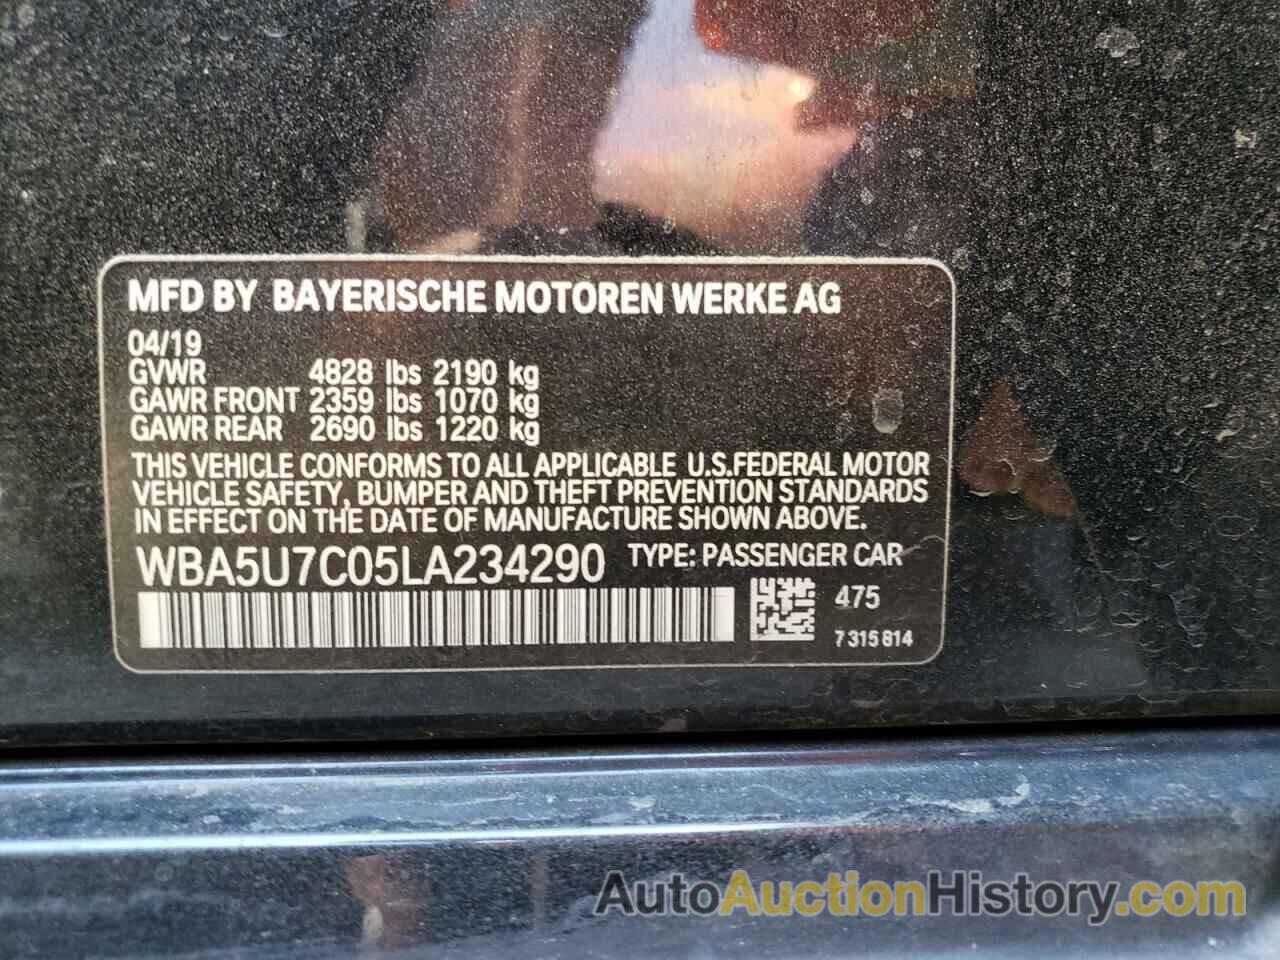 MFD BY BAYERISCHE MOTOREN WERKE AG
04/19
GVWR 4828 lbs 2190 kg
GAWR FRONT 2359 lbs 1070 kg
GAWR REAR 2690 lbs 1220 kg
THIS VEHICLE CONFORMS TO ALL APPLICABLE U.S.FEDERAL MOTOR
VEHICLE SAFETY, BUMPER AND THEFT PREVENTION STANDARDS
IN EFFECT ON THE DATE OF MANUFACTURE SHOWN ABOVE.
WBA5U7C05LA234290 TYPE: PASSENGER CAR
475
7 315 814
AutoAuctionHistory.com